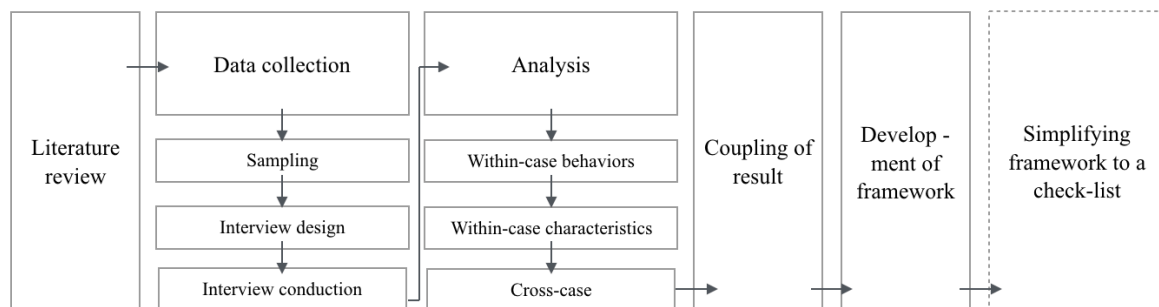 Literature
review
Data collection
Sampling
Interview design
Interview conduction
Analysis
Within-case behaviors
Within-case characteristics
Cross-case
Coupling of
result
Develop -
ment of
framework
Simplifying
framework to a
check-list